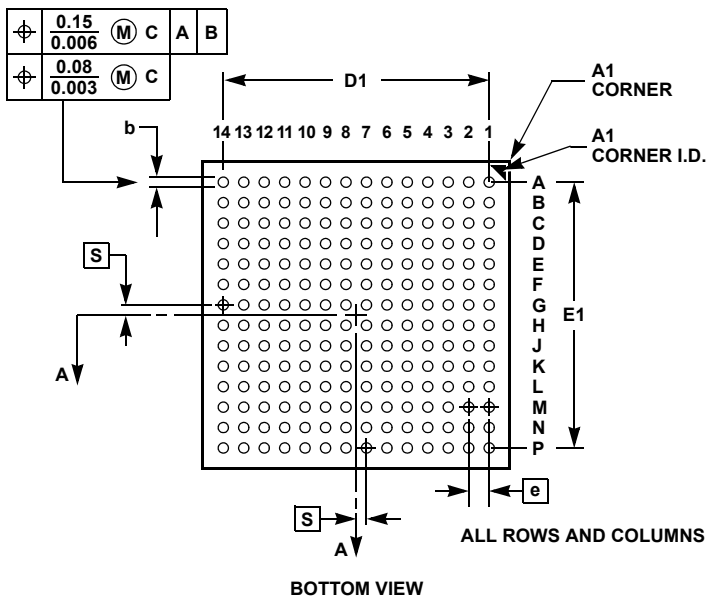 0.15
0.006 Ⓜ C A B
0.08
0.003 Ⓜ C
D1
A1
CORNER
b
14 13 12 11 10 9 8 7 6 5 4 3 2 1
A1
CORNER I.D.
A
B
C
D
E
F
G
H
J
K
L
M
N
P
S
E1
A
e
S
ALL ROWS AND COLUMNS
A
BOTTOM VIEW